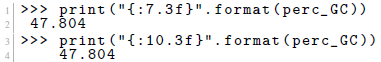 1 >>> print("{:7.3f}".format(perc_GC))
2  47.804
3 >>> print("{:10.3f}".format(perc_GC))
4     47.804